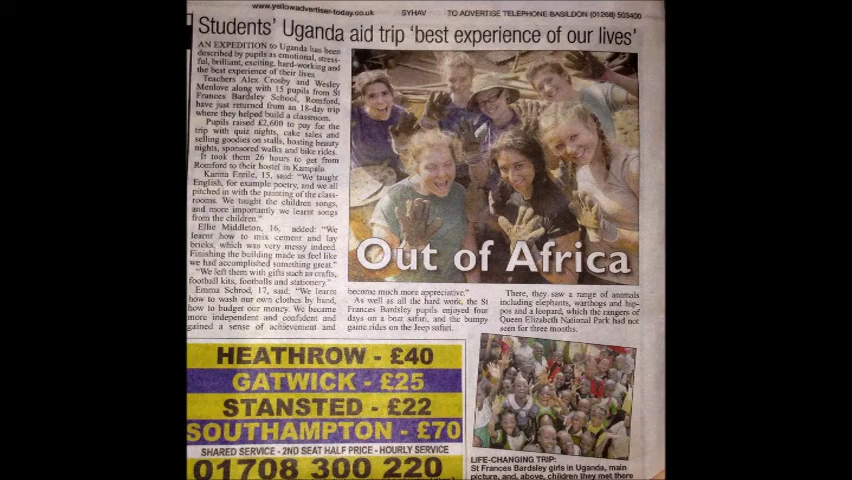 www.yellowadvertiser-today.co.uk SYHAV TO ADVERTISE TELEPHONE BASILDON (01268) 503400
Students' Uganda aid trip 'best experience of our lives'
AN EXPEDITION to Uganda has been
described by pupils as emotional, stress-
ful, brilliant, exciting, hard-working and
the best experience of their lives.
Teachers Alex Crosby and Wesley
Menlove along with 15 pupils from St
Frances Bardsley School, Romford,
have just returned from an 18-day trip
where they helped build a classroom.
Pupils raised £2,600 to pay for the
trip with quiz nights, cake sales and
selling goodies on stalls, hosting beauty
nights, sponsored walks and bike rides.
It took them 26 hours to get from
Romford to their hostel in Kampala.
Karina Enrile, 15, said: "We taught
English, for example poetry, and we all
pitched in with the painting of the class-
rooms. We taught the children songs,
and more importantly we learnt songs
from the children."
Ellie Middleton, 16, added: "We
learnt how to mix cement and lay
bricks, which was very messy indeed.
Finishing the building made us feel like
we had accomplished something great."
"We left them with gifts such as crafts,
football kits, footballs and stationery."
Emma Schrod, 17, said: "We learnt
how to wash our own clothes by hand,
how to budget our money. We became
more independent and confident and
gained a sense of achievement and
Out of Africa
become much more appreciative."
As well as all the hard work, the St
Frances Bardsley pupils enjoyed four
days on a boat safari, and the bumpy
game rides on the Jeep safari.
There, they saw a range of animals
including elephants, warthogs and hip-
pos and a leopard, which the rangers of
Queen Elizabeth National Park had not
seen for three months.
HEATHROW - £40
GATWICK - £25
STANSTED - £22
SOUTHAMPTON - £70
SHARED SERVICE - 2ND SEAT HALF PRICE - HOURLY SERVICE
01708 300 220
LIFE-CHANGING TRIP:
St Frances Bardsley girls in Uganda, main
picture, and, above, children they met there